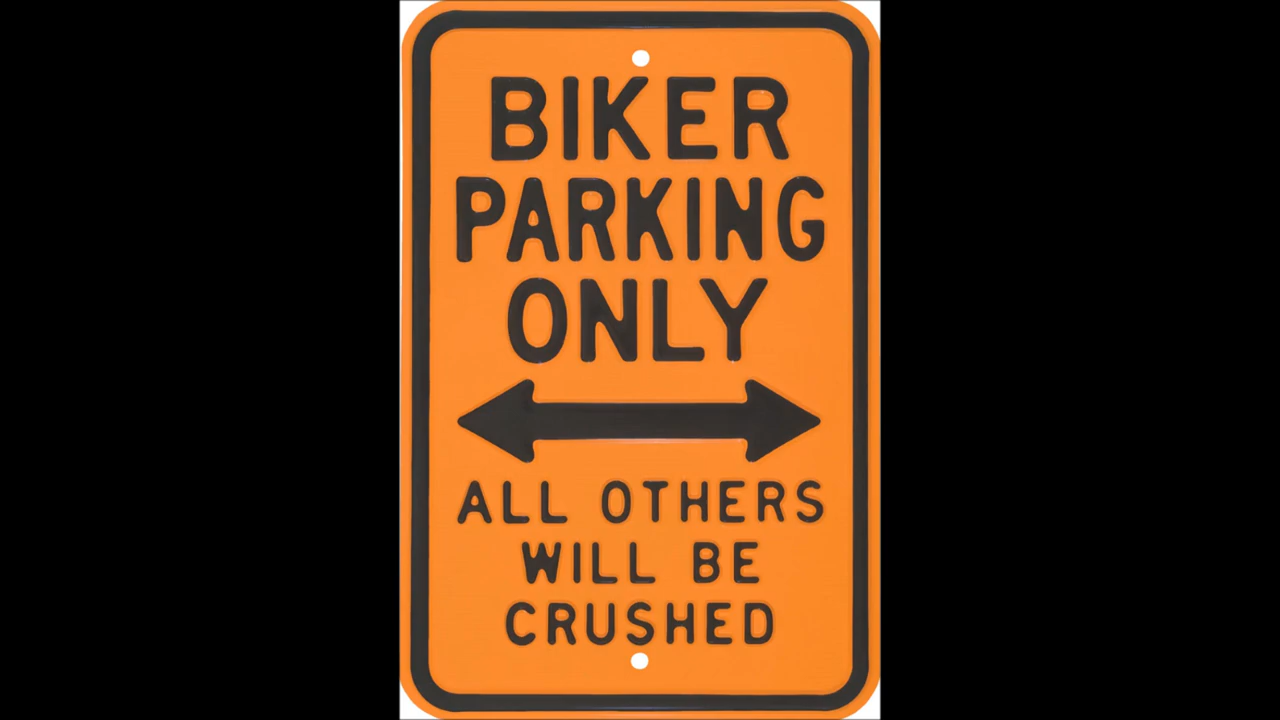 BIKER
PARKING
ONLY
ALL OTHERS
WILL BE
CRUSHED